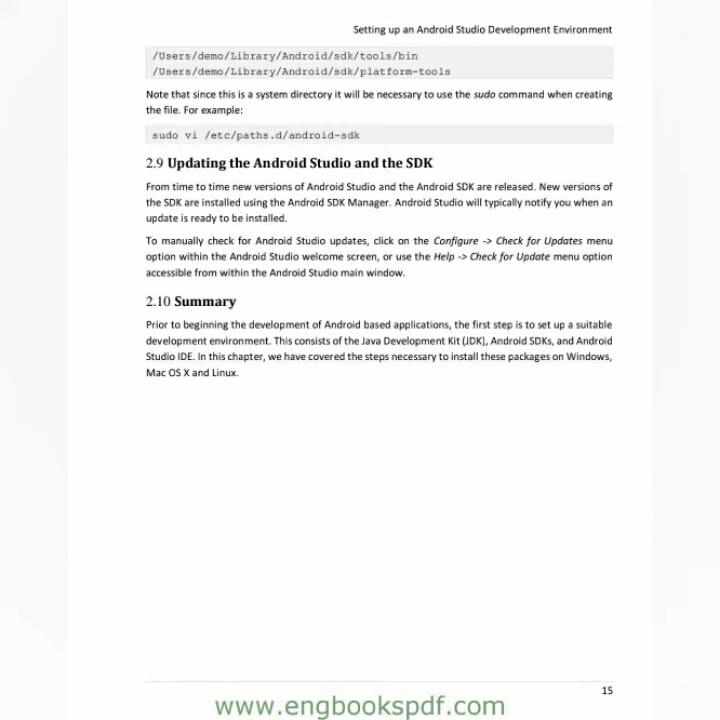 Setting up an Android Studio Development Environment
/Users/demo/Library/Android/sdk/tools/bin
/Users/demo/Library/Android/sdk/platform-tools
Note that since this is a system directory it will be necessary to use the sudo command when creating
the file. For example:
sudo vi /etc/paths.d/android-sdk
2.9 Updating the Android Studio and the SDK
From time to time new versions of Android Studio and the Android SDK are released. New versions of
the SDK are installed using the Android SDK Manager. Android Studio will typically notify you when an
update is ready to be installed.
To manually check for Android Studio updates, click on the Configure -> Check for Updates menu
option within the Android Studio welcome screen, or use the Help -> Check for Update menu option
accessible from within the Android Studio main window.
2.10 Summary
Prior to beginning the development of Android based applications, the first step is to set up a suitable
development environment. This consists of the Java Development Kit (JDK), Android SDKs, and Android
Studio IDE. In this chapter, we have covered the steps necessary to install these packages on Windows,
Mac OS X and Linux.
15
www.engbookspdf.com